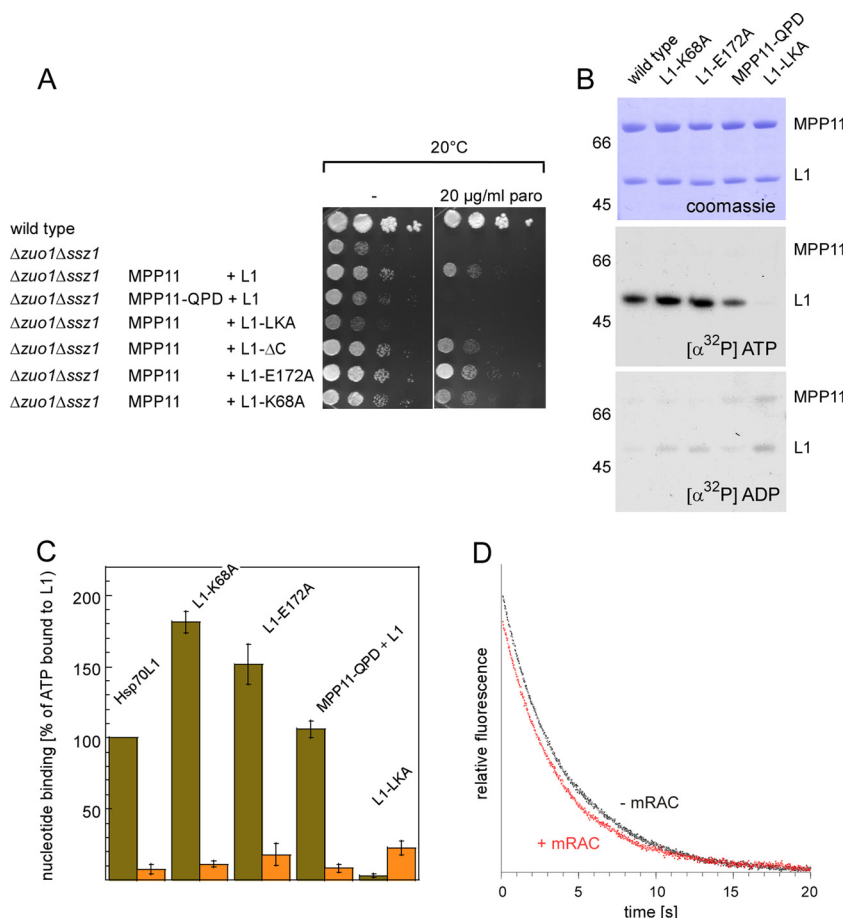 A
20°C
- 20 µg/ml paro
wild type
Δzuo1Δssz1
Δzuo1Δssz1 MPP11 + L1
Δzuo1Δssz1 MPP11-QPD + L1
Δzuo1Δssz1 MPP11 + L1-LKA
Δzuo1Δssz1 MPP11 + L1-ΔC
Δzuo1Δssz1 MPP11 + L1-E172A
Δzuo1Δssz1 MPP11 + L1-K68A
B
wild type
L1-K68A
L1-E172A
MPP11-QPD
L1-LKA
MPP11
66
L1
45
coomassie
MPP11
66
L1
45
[α³²P] ATP
MPP11
66
L1
45
[α³²P] ADP
C
nucleotide binding [% of ATP bound to L1)
200
150
100
50
Hsp70L1
L1-K68A
L1-E172A
MPP11-QPD + L1
L1-LKA
D
relative fluorescence
- mRAC
+ mRAC
0 5 10 15 20
time [s]